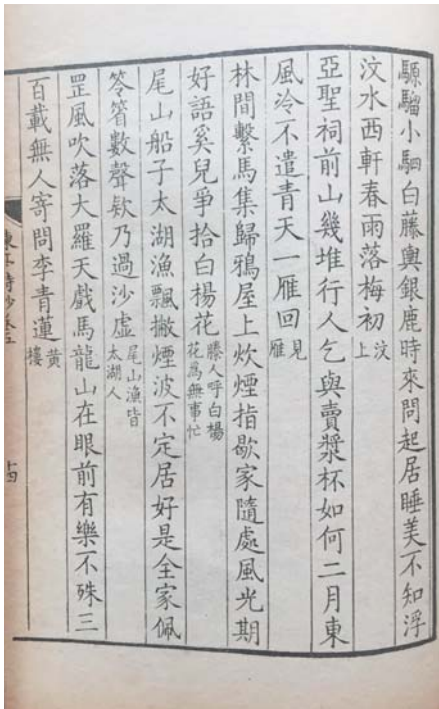 騵騮小駟白藤輿銀鹿時來問起居睡美不知浮
汶水西軒春雨落梅初汶上
亞聖祠前山幾堆行人乞與賣漿杯如何二月東
風冷不遣青天一雁回見雁
林間繫馬集歸鴉屋上炊煙指歇家隨處風光期
好語奚兒爭拾白楊花滕人呼白楊花爲無事忙
尾山船子太湖漁飄撇煙波不定居好是全家佩
笭箵數聲欸乃過沙虛尾山漁皆太湖人
罡風吹落大羅天戲馬龍山在眼前有樂不殊三
百載無人寄問李青蓮黃樓
詩鈔卷五
十四